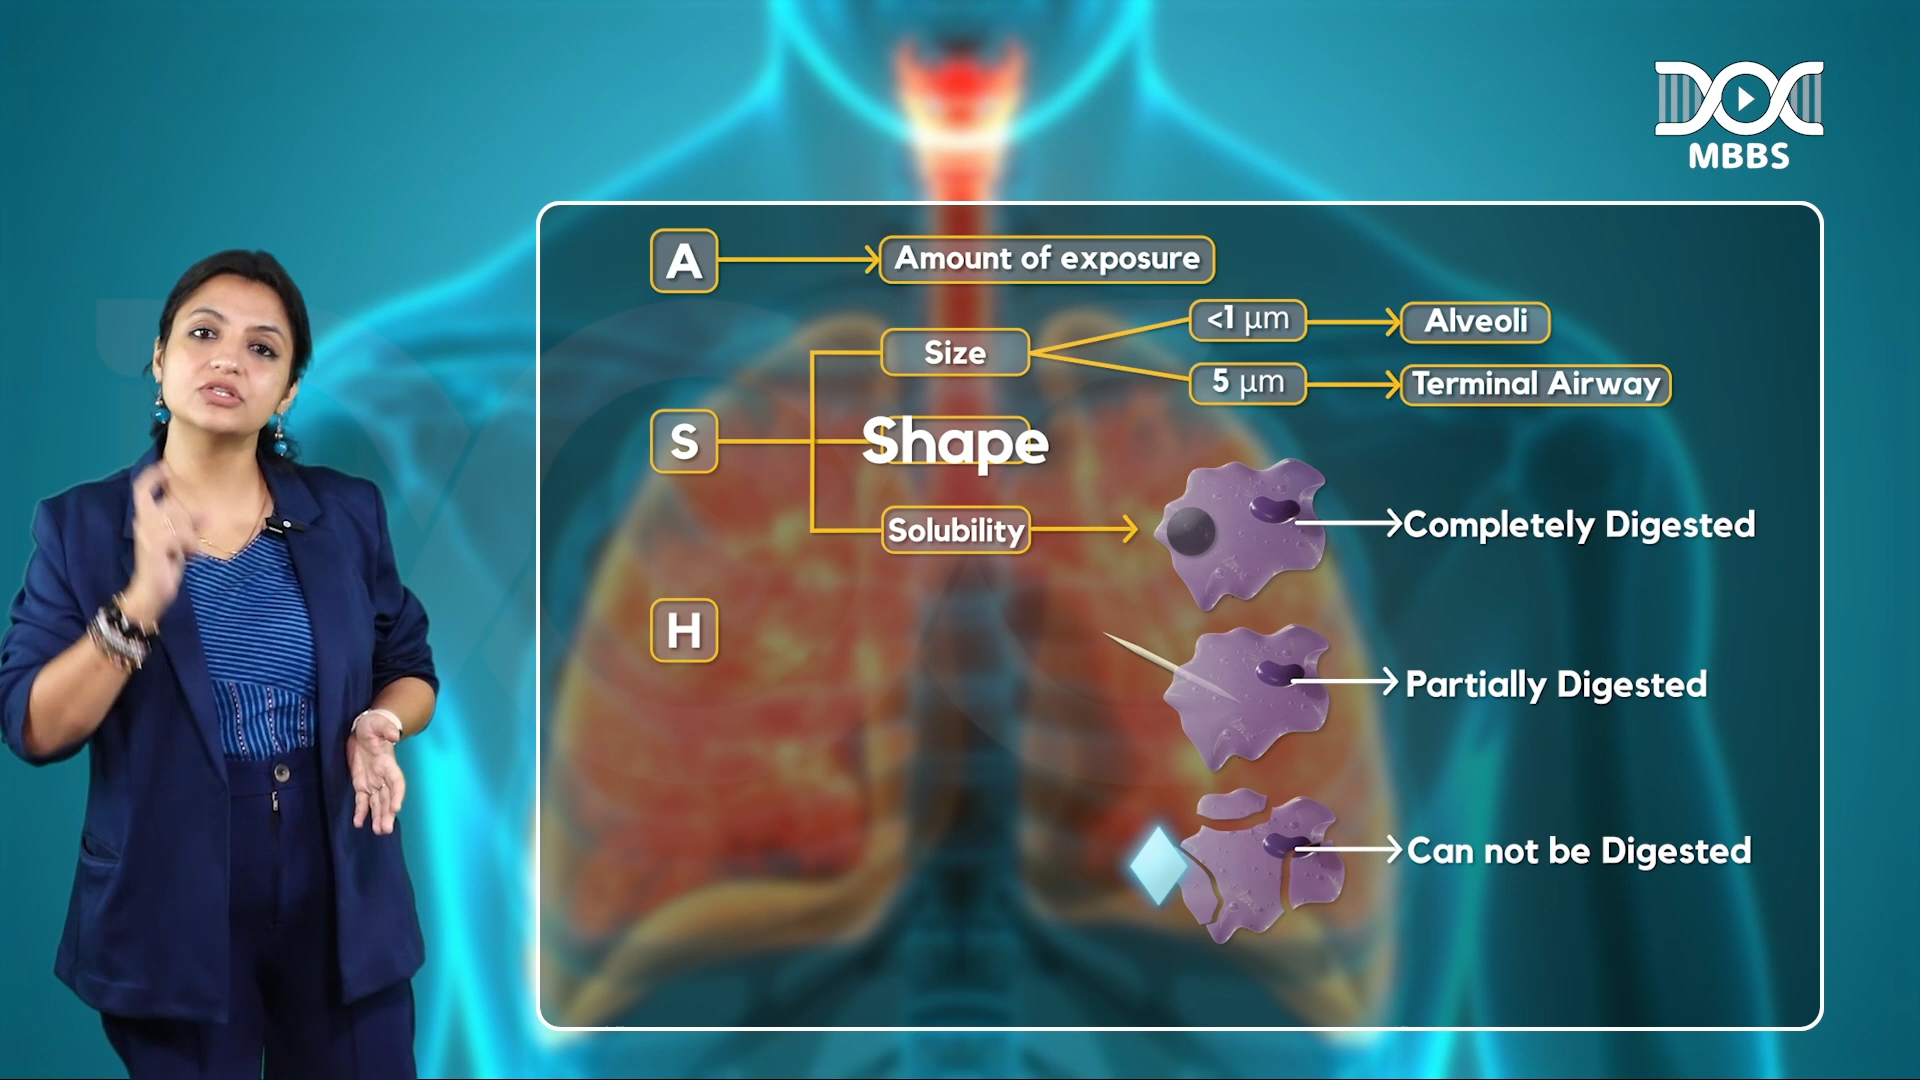 DOC
MBBS
A
Amount of exposure
<1 μm
Alveoli
Size
5 μm
Terminal Airway
S
Shape
Solubility
Completely Digested
H
Partially Digested
Can not be Digested